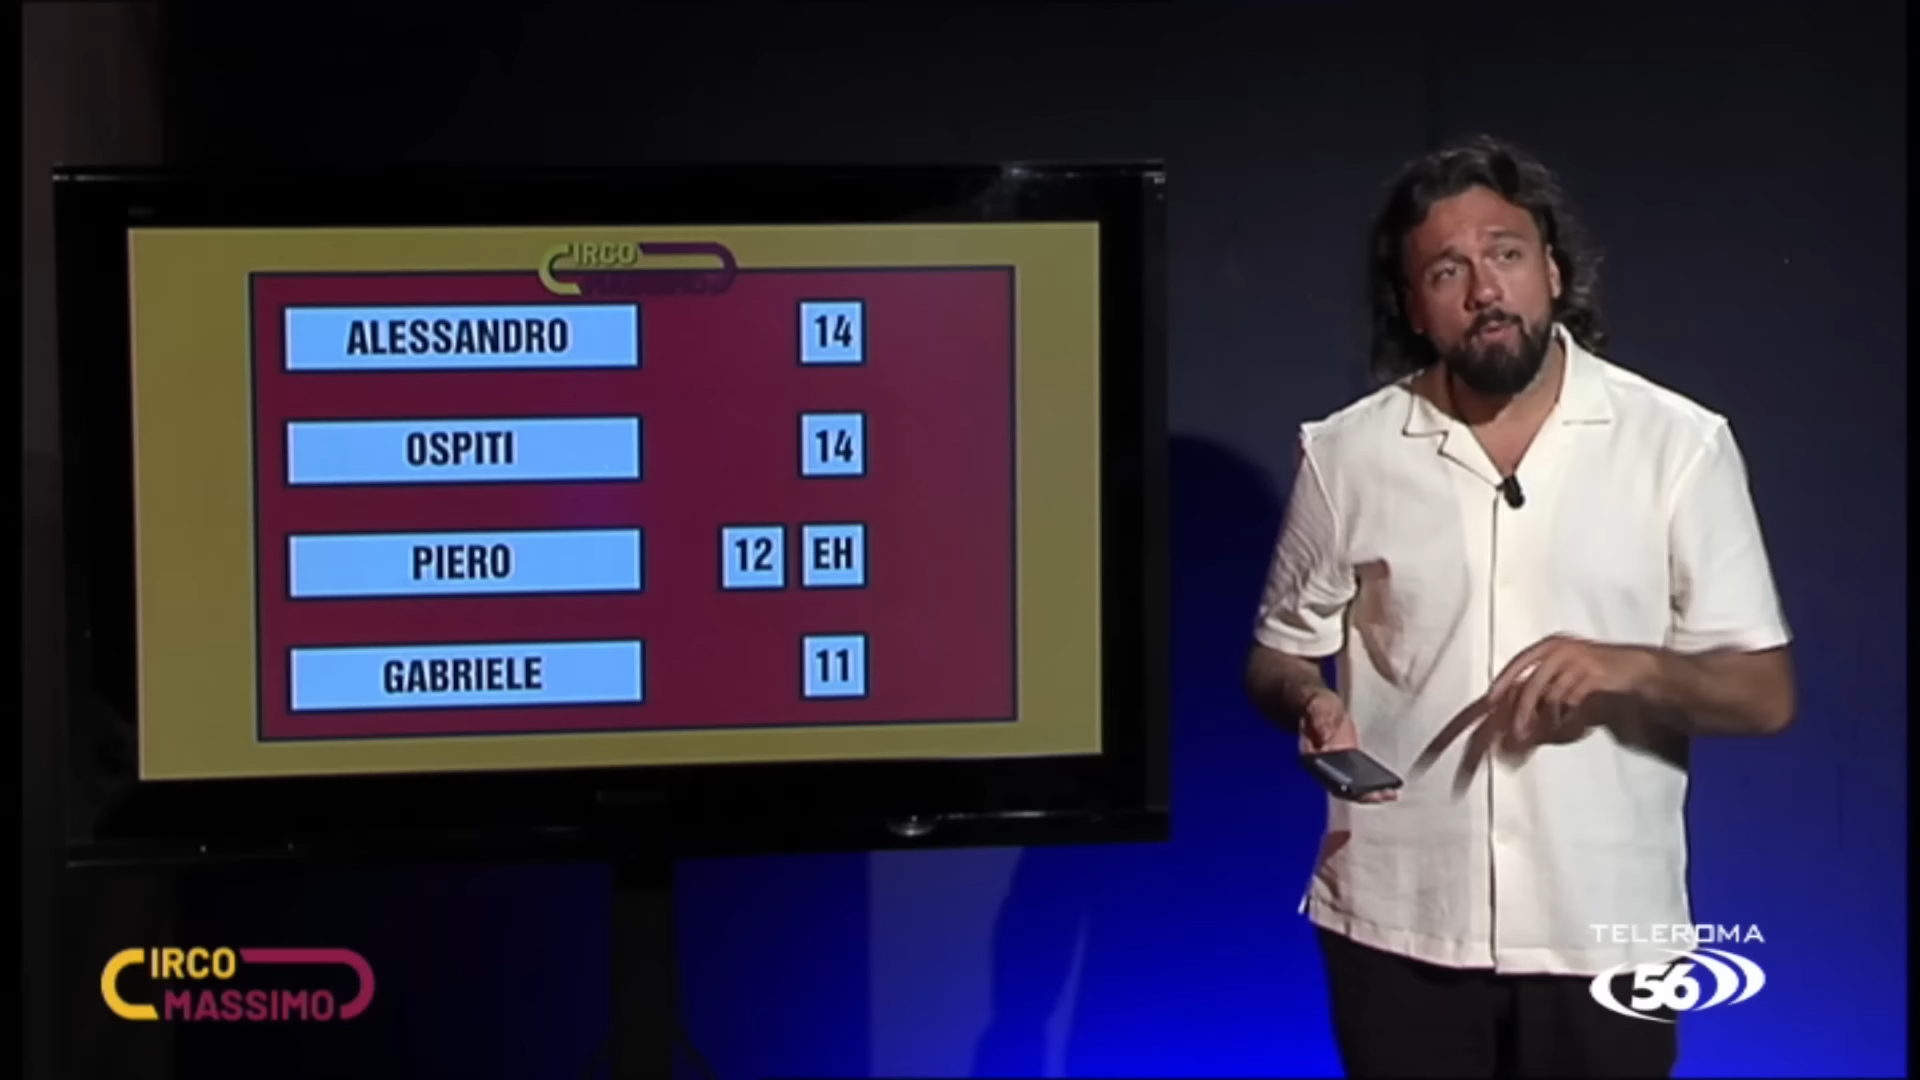 CIRCO
MASSIMO
ALESSANDRO 14
OSPITI 14
PIERO 12 EH
GABRIELE 11
CIRCO
MASSIMO
TELEROMA
56